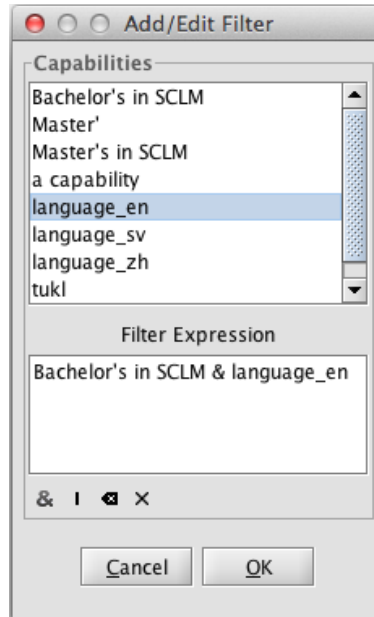 Add/Edit Filter
Capabilities
Bachelor's in SCLM
Master'
Master's in SCLM
a capability
language_en
language_sv
language_zh
tukl
Filter Expression
Bachelor's in SCLM & language_en
& I
Cancel OK